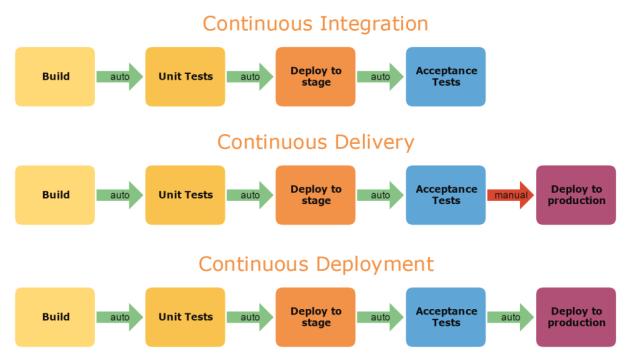 Continuous Integration
Build auto Unit Tests auto Deploy to stage auto Acceptance Tests
Continuous Delivery
Build auto Unit Tests auto Deploy to stage auto Acceptance Tests manual Deploy to production
Continuous Deployment
Build auto Unit Tests auto Deploy to stage auto Acceptance Tests auto Deploy to production